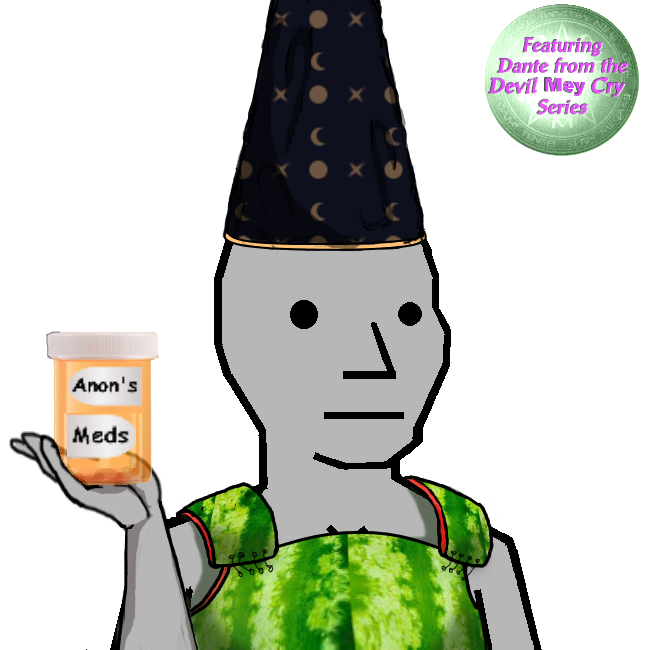 Featuring
Dante from the
Devil Mey Cry
Series
Anon's
Meds